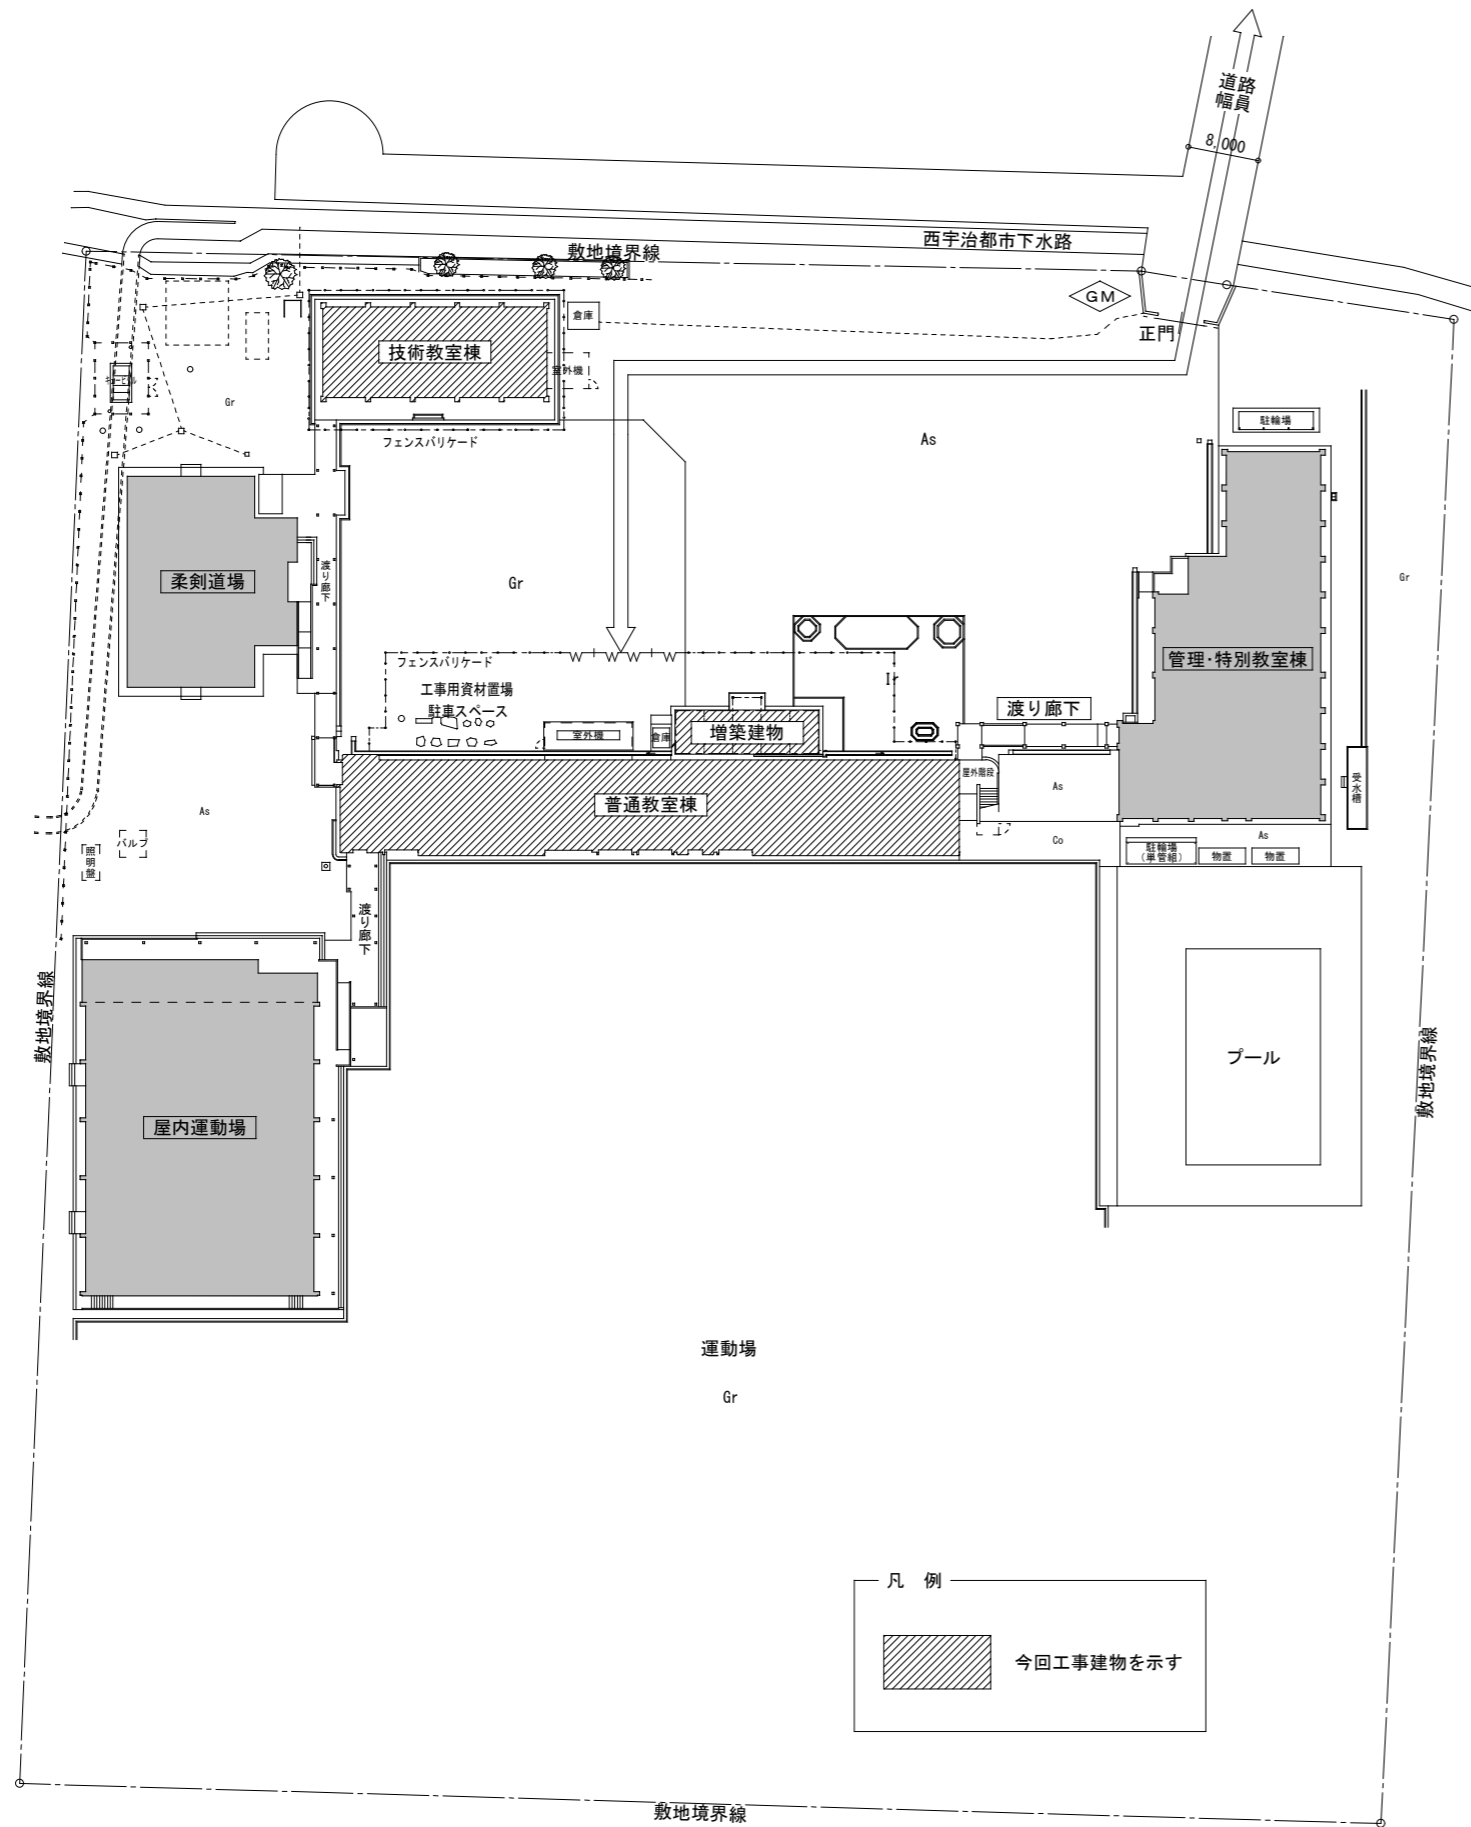 道路
幅員
8,000
西宇治都市下水路
敷地境界線
GM
正門
倉庫
技術教室棟
室外機
キュービクル
Gr
フェンスバリケード
As
駐輪場
柔剣道場
渡り廊下
Gr
Gr
フェンスバリケード
工事用資材置場
駐車スペース
管理・特別教室棟
Ir
渡り廊下
室外機
倉庫
増築建物
屋外階段
As
受水槽
普通教室棟
As
バルブ
照明盤
Co
As
駐輪場
(単管組)
物置
物置
渡り廊下
敷地境界線
プール
敷地境界線
屋内運動場
運動場
Gr
凡 例
今回工事建物を示す
敷地境界線